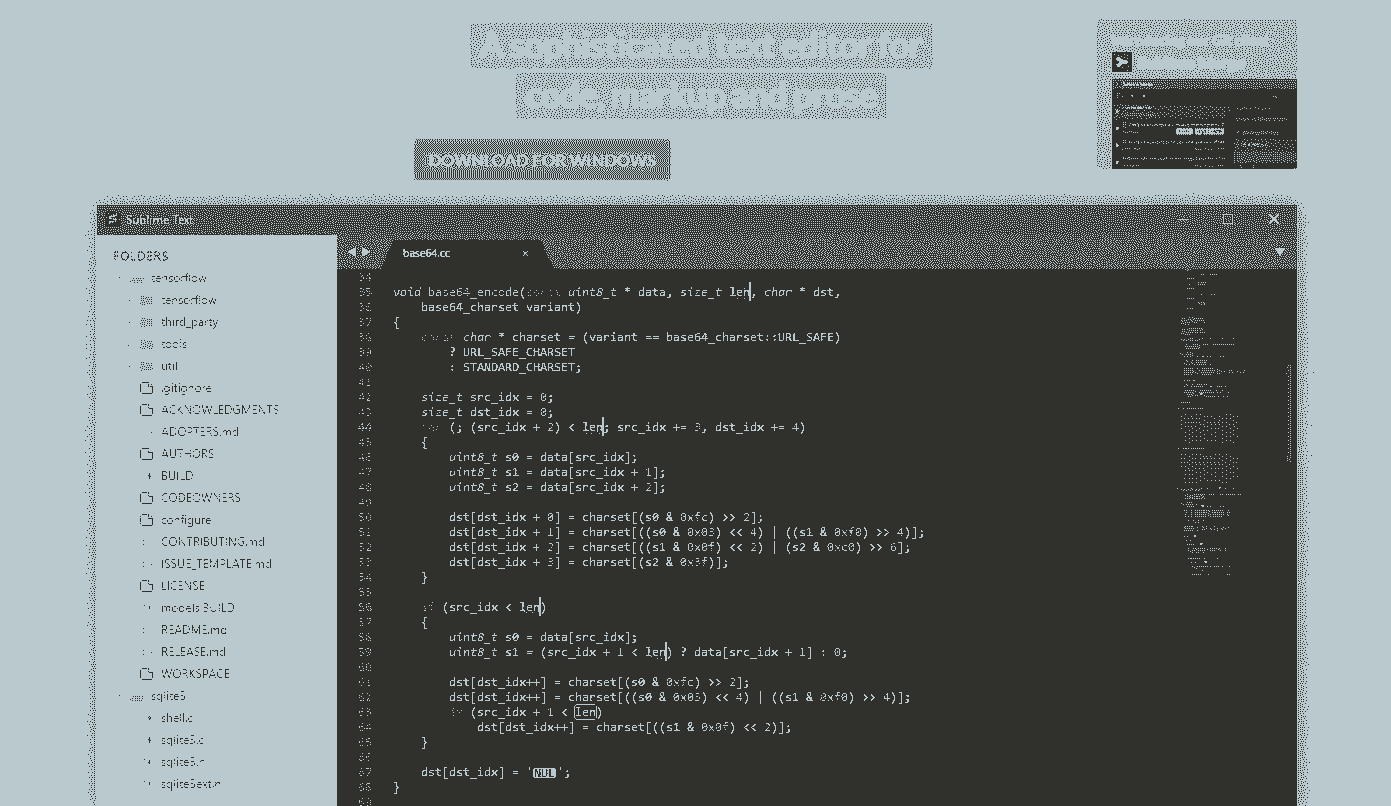 A sophisticated text editor for
code, markup and prose
DOWNLOAD FOR WINDOWS
Sublime Text
FOLDERS
tensorflow
tensorflow
third_party
tools
util
.gitignore
ACKNOWLEDGMENTS
ADOPTERS.md
AUTHORS
BUILD
CODEOWNERS
configure
CONTRIBUTING.md
ISSUE_TEMPLATE.md
LICENSE
models.BUILD
README.md
RELEASE.md
WORKSPACE
sqlite3
shell.c
sqlite3.c
sqlite3.h
sqlite3ext.h
base64.cc
34
35 void base64_encode(const uint8_t * data, size_t len, char * dst,
36 base64_charset variant)
37 {
38 const char * charset = (variant == base64_charset::URL_SAFE)
39 ? URL_SAFE_CHARSET
40 : STANDARD_CHARSET;
41
42 size_t src_idx = 0;
43 size_t dst_idx = 0;
44 for (; (src_idx + 2) < len; src_idx += 3, dst_idx += 4)
45 {
46 uint8_t s0 = data[src_idx];
47 uint8_t s1 = data[src_idx + 1];
48 uint8_t s2 = data[src_idx + 2];
49
50 dst[dst_idx + 0] = charset[(s0 & 0xfc) >> 2];
51 dst[dst_idx + 1] = charset[((s0 & 0x03) << 4) | ((s1 & 0xf0) >> 4)];
52 dst[dst_idx + 2] = charset[((s1 & 0x0f) << 2) | (s2 & 0xc0) >> 6];
53 dst[dst_idx + 3] = charset[(s2 & 0x3f)];
54 }
55
56 if (src_idx < len)
57 {
58 uint8_t s0 = data[src_idx];
59 uint8_t s1 = (src_idx + 1 < len) ? data[src_idx + 1] : 0;
60
61 dst[dst_idx++] = charset[(s0 & 0xfc) >> 2];
62 dst[dst_idx++] = charset[((s0 & 0x03) << 4) | ((s1 & 0xf0) >> 4)];
63 if (src_idx + 1 < len)
64 dst[dst_idx++] = charset[((s1 & 0x0f) << 2)];
65 }
66
67 dst[dst_idx] = 'NUL';
68 }
69